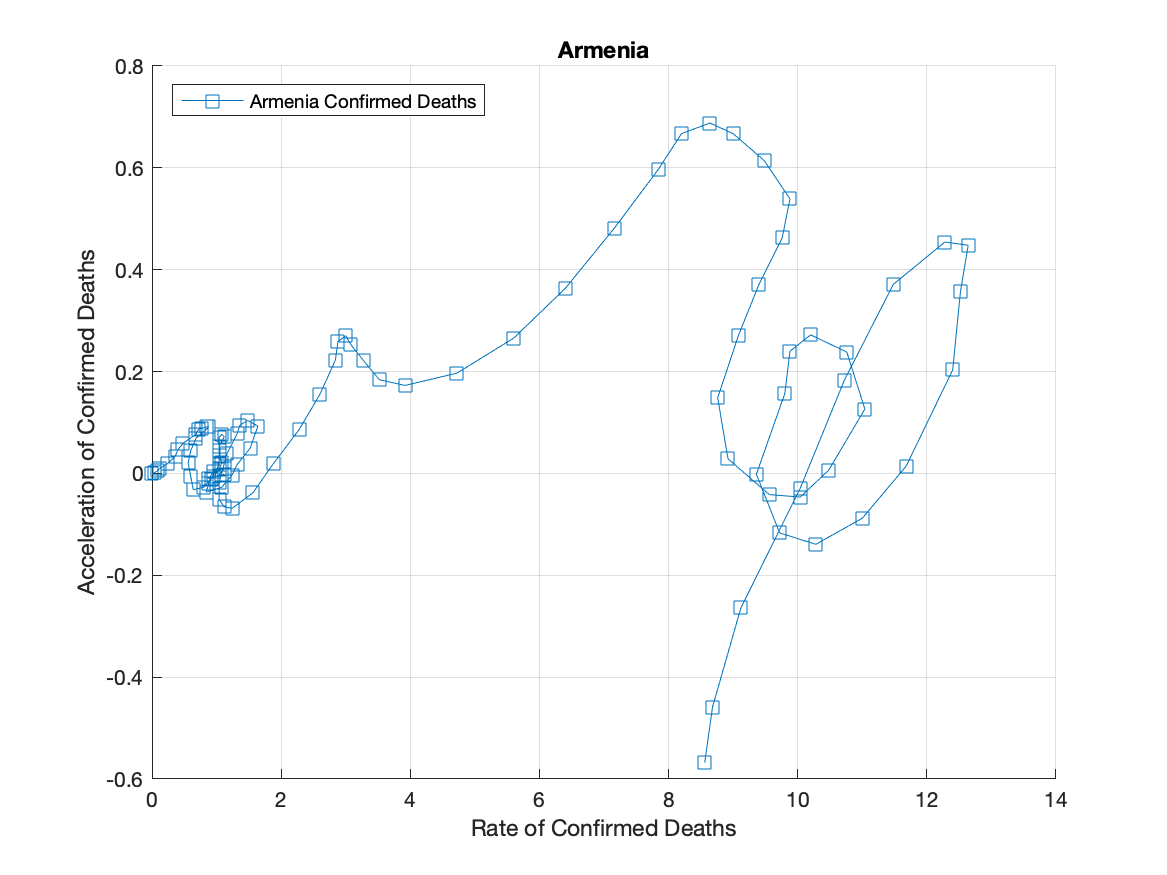 Armenia
Armenia Confirmed Deaths
Acceleration of Confirmed Deaths
0.8
0.6
0.4
0.2
0
-0.2
-0.4
-0.6
0 2 4 6 8 10 12 14
Rate of Confirmed Deaths